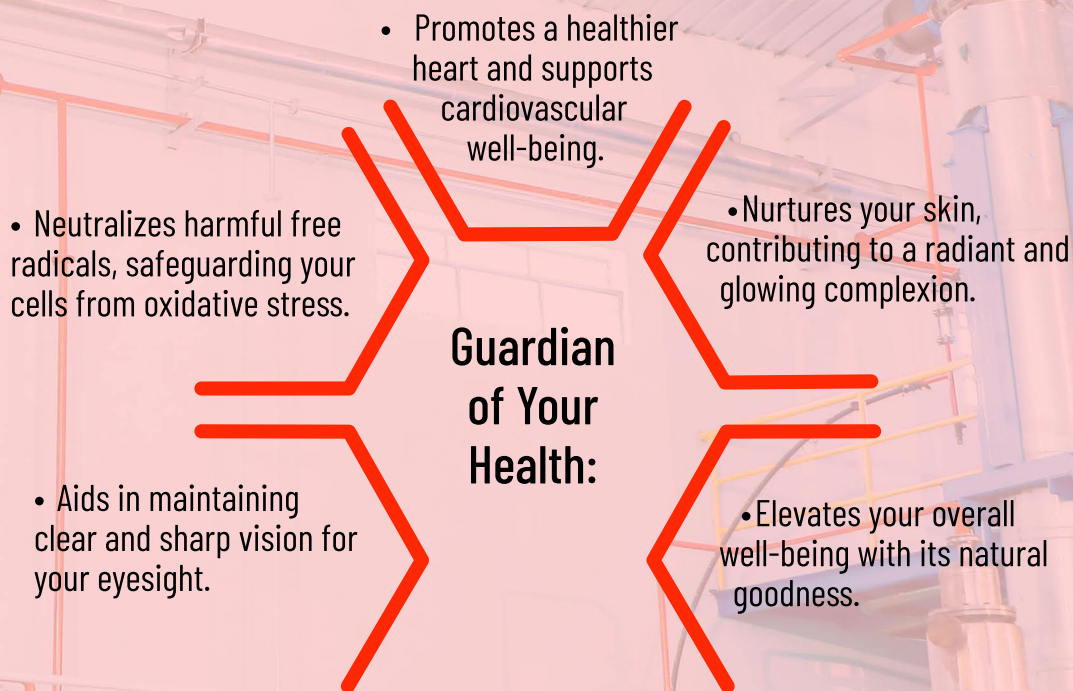 • Promotes a healthier
heart and supports
cardiovascular
well-being.
• Neutralizes harmful free
radicals, safeguarding your
cells from oxidative stress.
•Nurtures your skin,
contributing to a radiant and
glowing complexion.
Guardian
of Your
Health:
• Aids in maintaining
clear and sharp vision for
your eyesight.
•Elevates your overall
well-being with its natural
goodness.